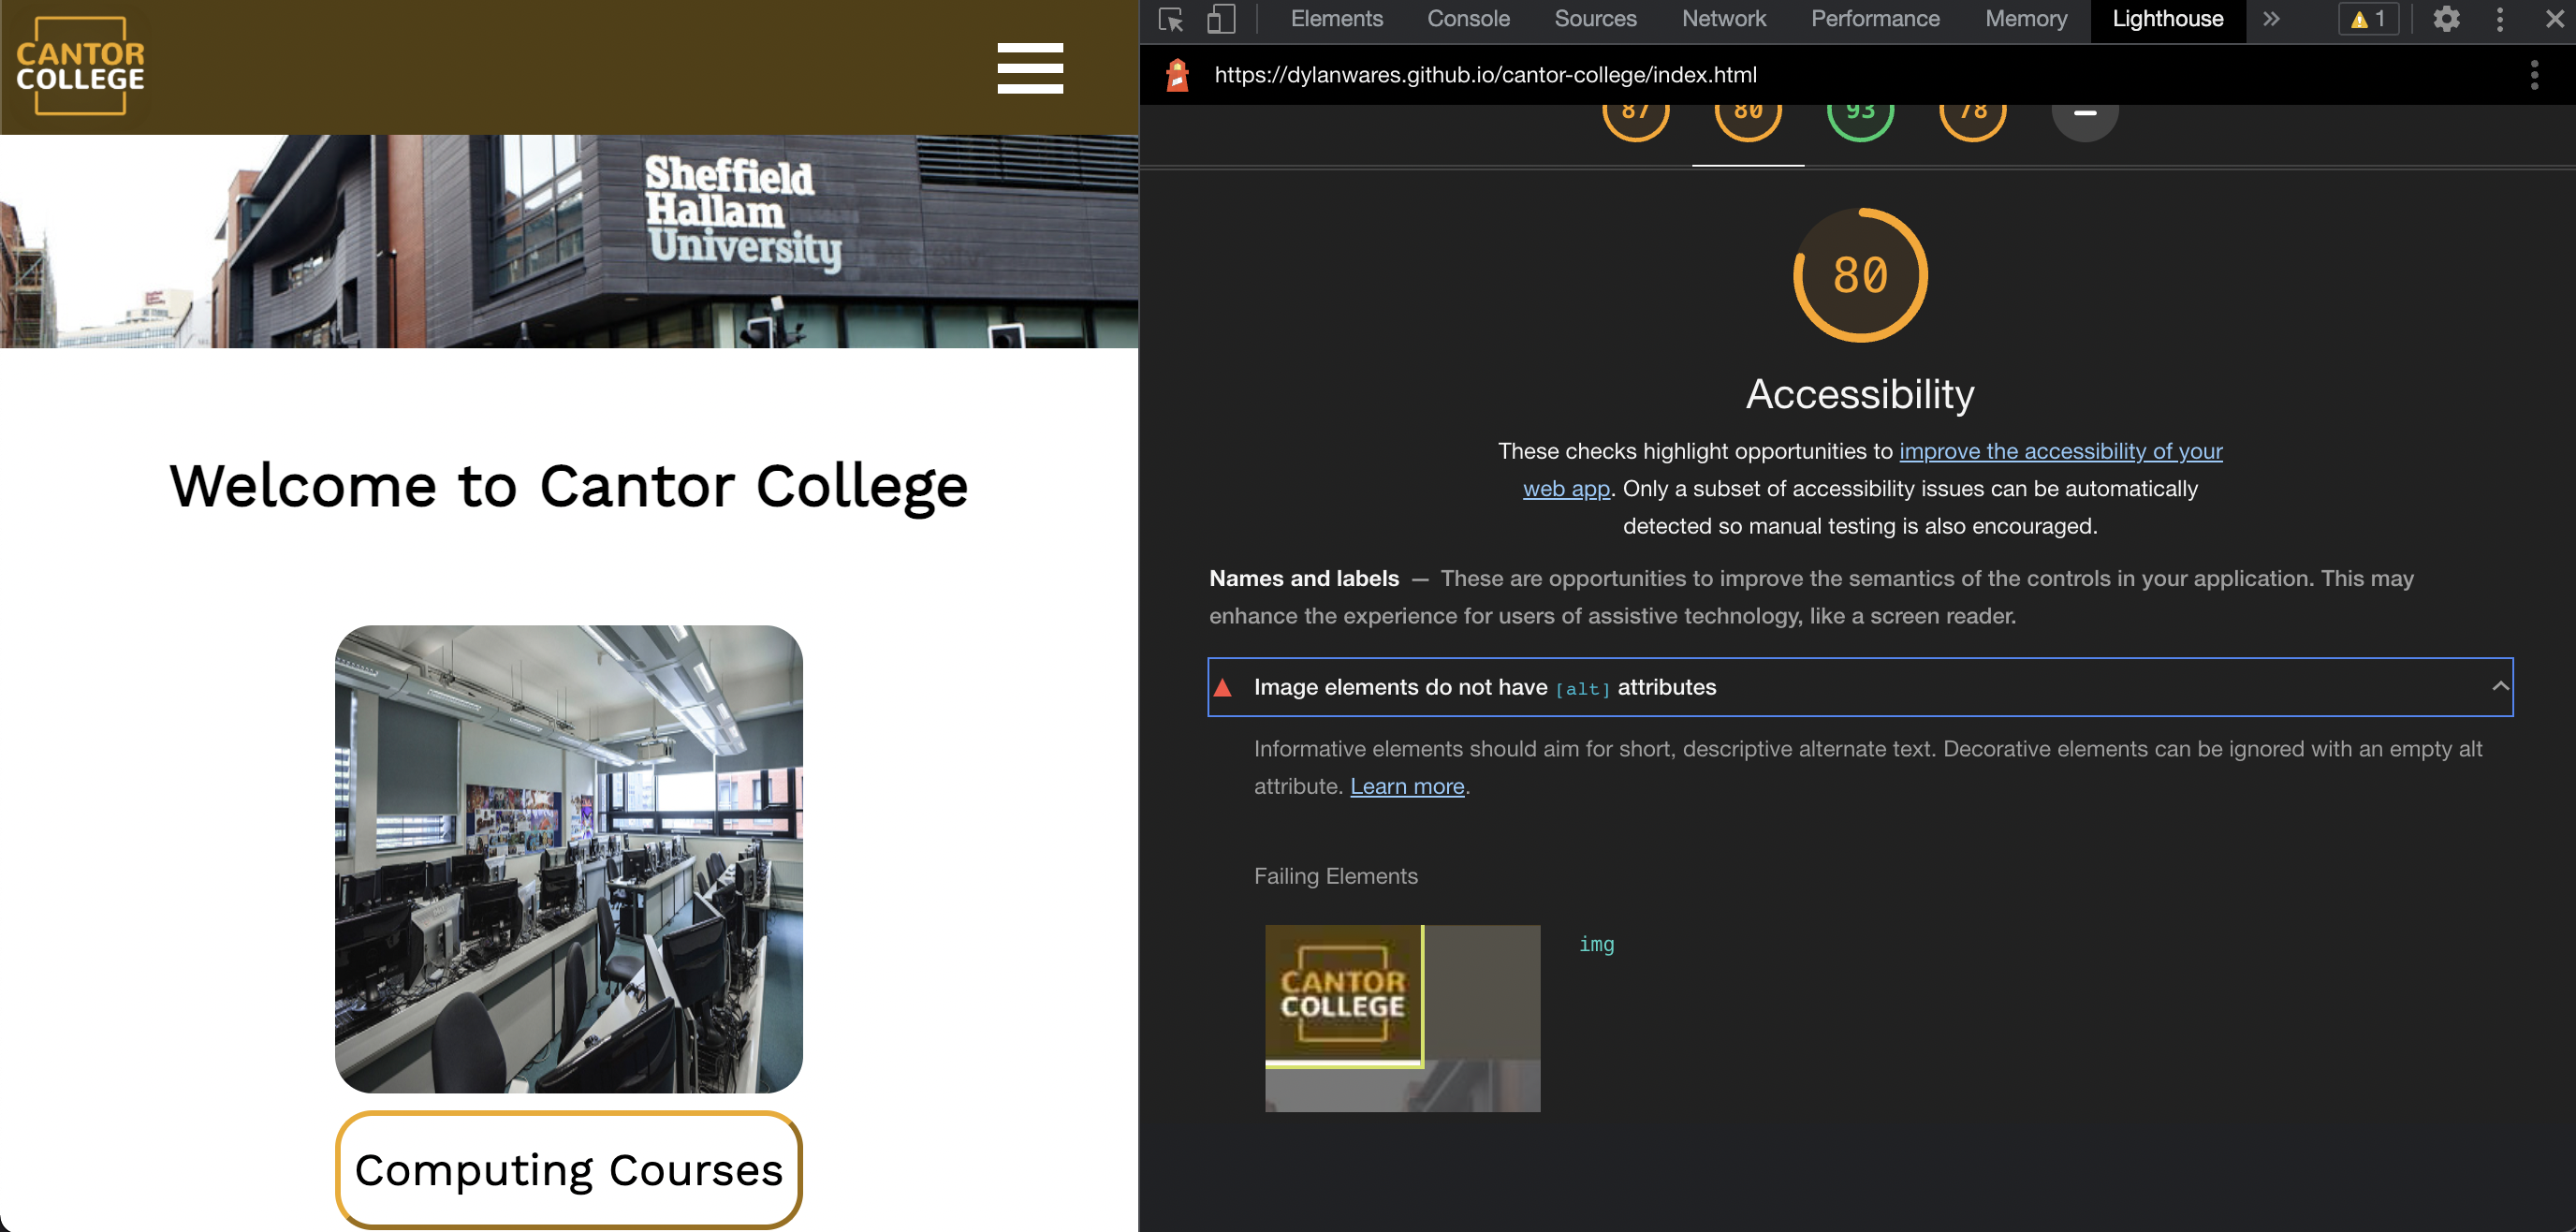 CANTOR
COLLEGE
Sheffield
Hallam
University
Welcome to Cantor College
Computing Courses
Elements Console Sources Network Performance Memory Lighthouse » 1
https://dylanwares.github.io/cantor-college/index.html
87 80 93 78 –
80
Accessibility
These checks highlight opportunities to improve the accessibility of your
web app. Only a subset of accessibility issues can be automatically
detected so manual testing is also encouraged.
Names and labels — These are opportunities to improve the semantics of the controls in your application. This may
enhance the experience for users of assistive technology, like a screen reader.
Image elements do not have [alt] attributes
Informative elements should aim for short, descriptive alternate text. Decorative elements can be ignored with an empty alt
attribute. Learn more.
Failing Elements
CANTOR
COLLEGE
img